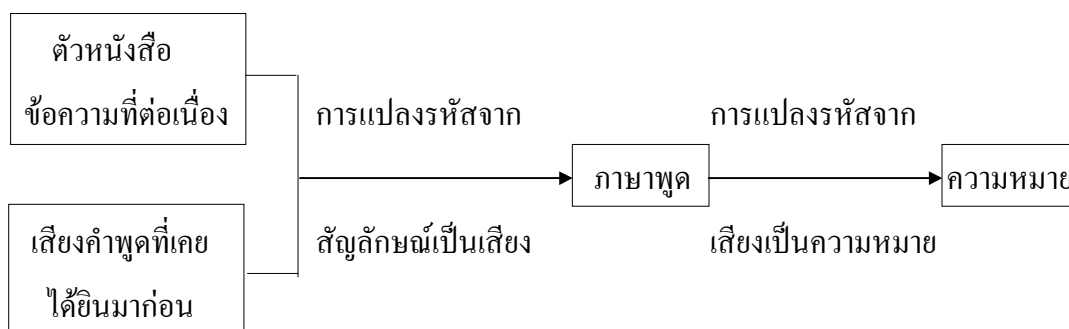 ตัวหนังสือ
ข้อความที่ต่อเนื่อง
เสียงคำพูดที่เคย
ได้ยินมาก่อน
การแปลงรหัสจาก
สัญลักษณ์เป็นเสียง
ภาษาพูด
การแปลงรหัสจาก
เสียงเป็นความหมาย
ความหมาย